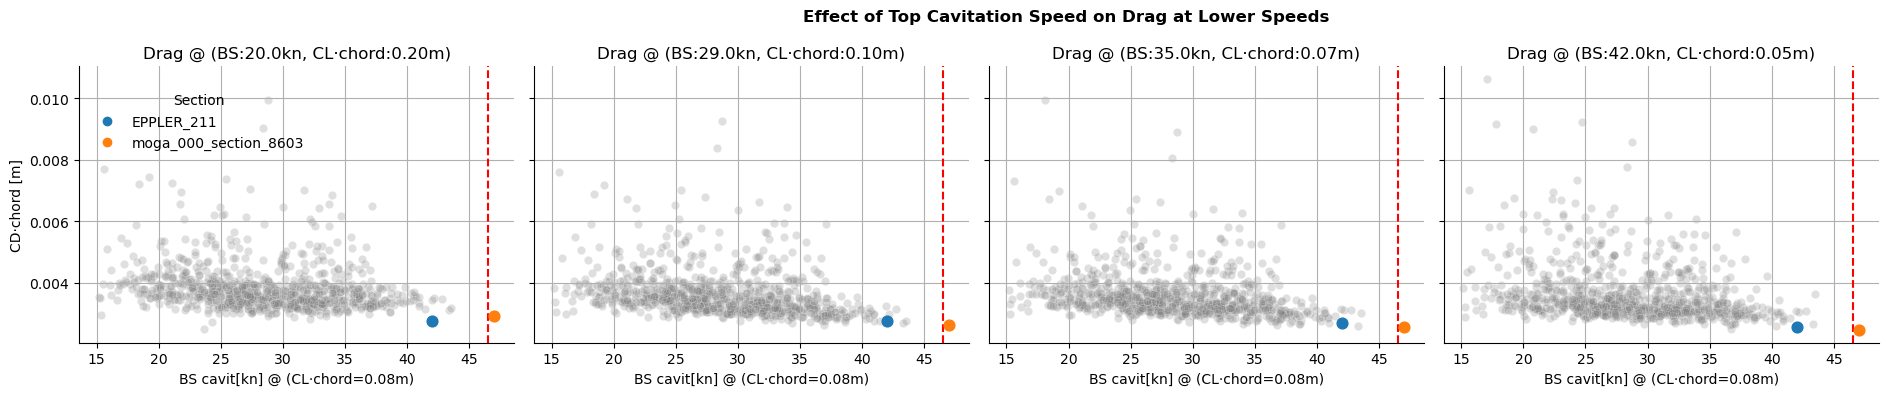 Effect of Top Cavitation Speed on Drag at Lower Speeds
Drag @ (BS:20.0kn, CL·chord:0.20m)
Drag @ (BS:29.0kn, CL·chord:0.10m)
Drag @ (BS:35.0kn, CL·chord:0.07m)
Drag @ (BS:42.0kn, CL·chord:0.05m)
Section
EPPLER_211
moga_000_section_8603
CD·chord [m]
0.010
0.008
0.006
0.004
15 20 25 30 35 40 45
15 20 25 30 35 40 45
15 20 25 30 35 40 45
15 20 25 30 35 40 45
BS cavit[kn] @ (CL·chord=0.08m)
BS cavit[kn] @ (CL·chord=0.08m)
BS cavit[kn] @ (CL·chord=0.08m)
BS cavit[kn] @ (CL·chord=0.08m)